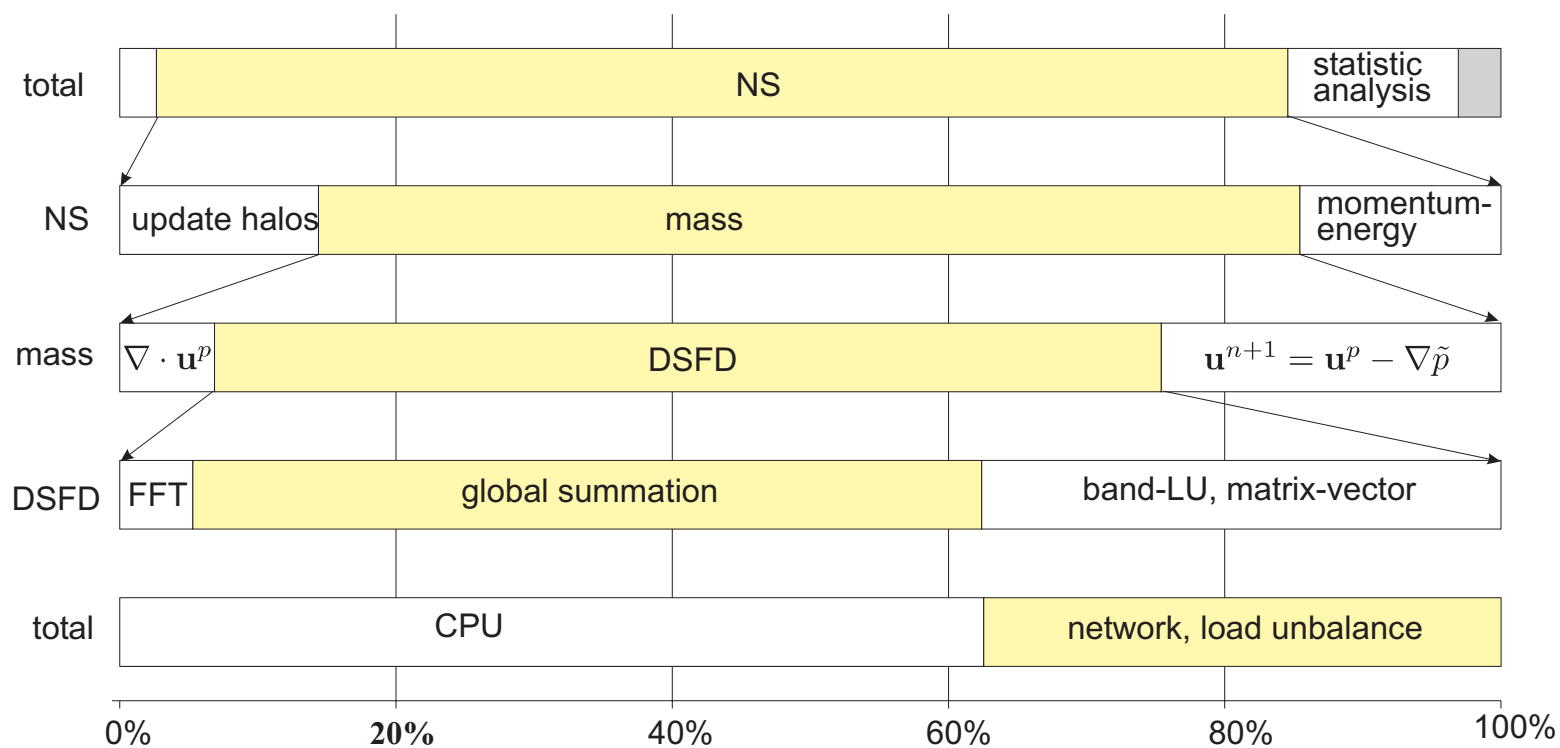 total
NS
statistic
analysis
NS
update halos
mass
momentum-
energy
mass
∇ · u^p
DSFD
u^{n+1} = u^p − ∇p̃
DSFD
FFT
global summation
band-LU, matrix-vector
total
CPU
network, load unbalance
0% 20% 40% 60% 80% 100%